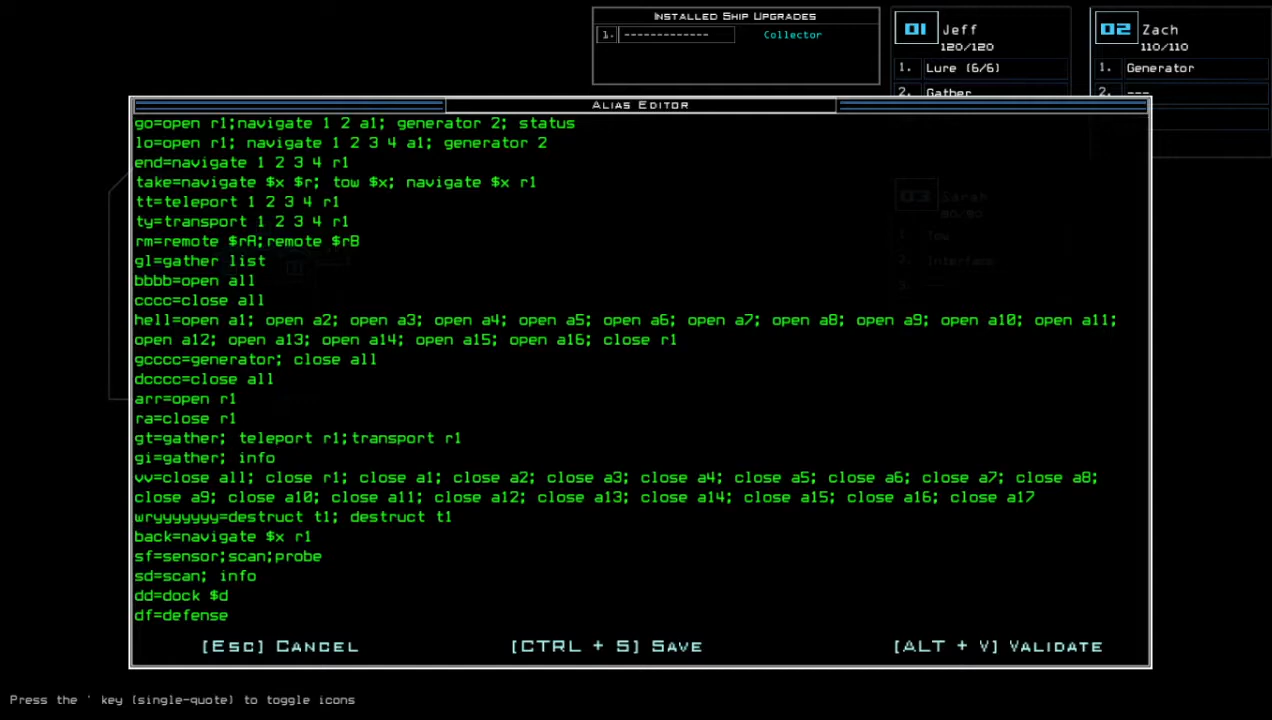 Installed Ship Upgrades
1. ------------- Collector
01 Jeff
120/120
1. Lure (6/6)
2. Gather
02 Zach
110/110
1. Generator
2. ---
Alias Editor
go=open r1;navigate 1 2 a1; generator 2; status
lo=open r1; navigate 1 2 3 4 a1; generator 2
end=navigate 1 2 3 4 r1
take=navigate $x $r; tow $x; navigate $x r1
tt=teleport 1 2 3 4 r1
ty=transport 1 2 3 4 r1
rm=remote $rA;remote $rB
gl=gather list
bbbb=open all
cccc=close all
hell=open a1; open a2; open a3; open a4; open a5; open a6; open a7; open a8; open a9; open a10; open a11;
open a12; open a13; open a14; open a15; open a16; close r1
gcccc=generator; close all
dcccc=close all
arr=open r1
ra=close r1
gt=gather; teleport r1;transport r1
gi=gather; info
vv=close all; close r1; close a1; close a2; close a3; close a4; close a5; close a6; close a7; close a8;
close a9; close a10; close a11; close a12; close a13; close a14; close a15; close a16; close a17
wryyyyyyy=destruct t1; destruct t1
back=navigate $x r1
sf=sensor;scan;probe
sd=scan; info
dd=dock $d
df=defense
03 Sarah
80/80
1. Tow
2. Interface
3. ---
[Esc] Cancel
[CTRL + S] Save
[ALT + V] Validate
Press the ' key (single-quote) to toggle icons